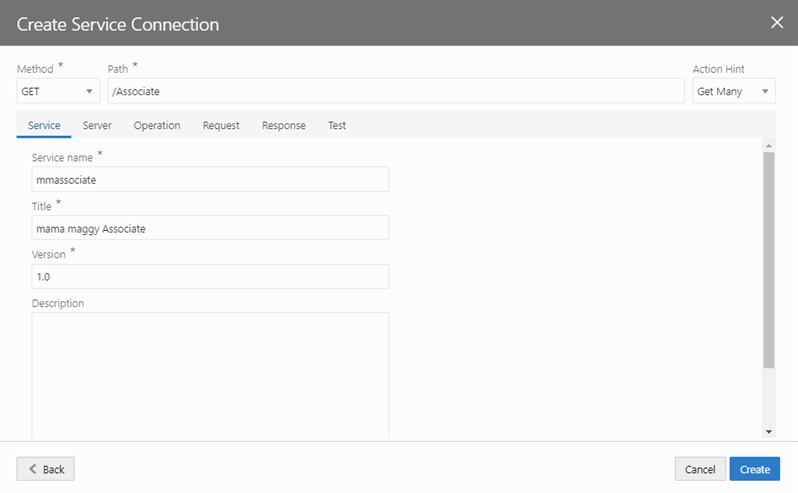 Create Service Connection
Method * Path * Action Hint
GET /Associate Get Many
Service Server Operation Request Response Test
Service name *
mmassociate
Title *
mama maggy Associate
Version *
1.0
Description
Back Cancel Create